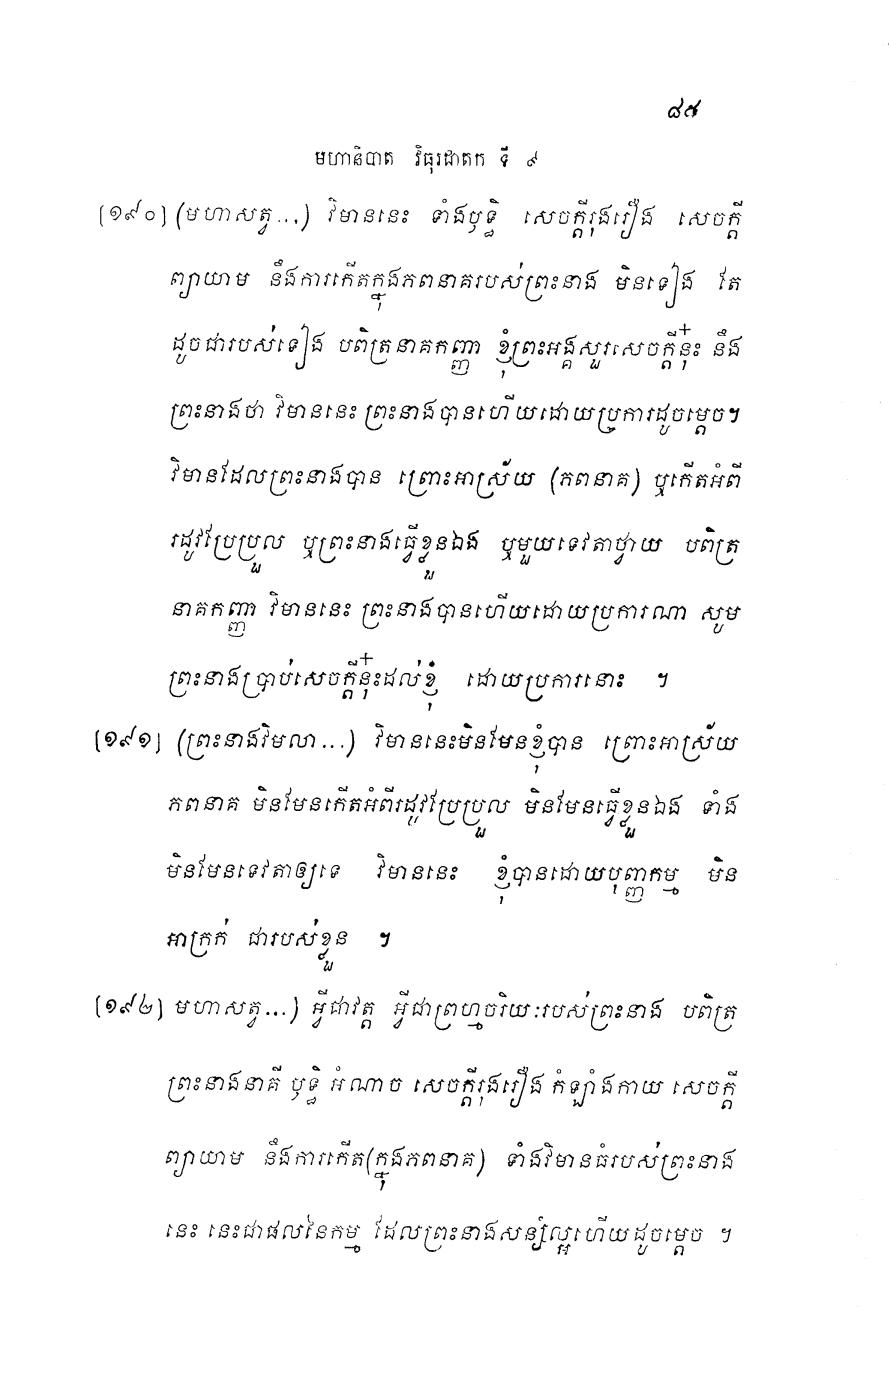 ៨៥
មហានិបាត វិធុរជាតក ទី ៩
[១៩០] (មហាសត្វ...) វិមាននេះ ទាំងឫទ្ធិ សេចក្តីរុងរឿង សេចក្តី
ព្យាយាម នឹងការកើតក្នុងភពនាគរបស់ព្រះនាង មិនទៀង តែ
ដូចជារបស់ទៀង បពិត្រនាគកញ្ញា ខ្ញុំព្រះអង្គសួរសេចក្តីនុ៎ះ នឹង
ព្រះនាងថា វិមាននេះ ព្រះនាងបានហើយដោយប្រការដូចម្តេច។
វិមានដែលព្រះនាងបាន ព្រោះអាស្រ័យ (ភពនាគ) ឬកើតអំពី
រដូវប្រែប្រួល ឬព្រះនាងធ្វើខ្លួនឯង ឬមួយទេវតាថ្វាយ បពិត្រ
នាគកញ្ញា វិមាននេះ ព្រះនាងបានហើយដោយប្រការណា សូម
ព្រះនាងប្រាប់សេចក្តីនុ៎ះដល់ខ្ញុំ ដោយប្រការនោះ ។
[១៩១] (ព្រះនាងវិមលា...) វិមាននេះមិនមែនខ្ញុំបាន ព្រោះអាស្រ័យ
ភពនាគ មិនមែនកើតអំពីរដូវប្រែប្រួល មិនមែនធ្វើខ្លួនឯង ទាំង
មិនមែនទេវតាឲ្យទេ វិមាននេះ ខ្ញុំបានដោយបុញ្ញកម្ម មិន
អាក្រក់ ជារបស់ខ្លួន ។
[១៩២] មហាសត្វ...) អ្វីជាវត្ត អ្វីជាព្រហ្មចរិយៈរបស់ព្រះនាង បពិត្រ
ព្រះនាងនាគី ឫទ្ធិ អំណាច សេចក្តីរុងរឿង កំឡាំងកាយ សេចក្តី
ព្យាយាម នឹងការកើត(ក្នុងភពនាគ) ទាំងវិមានធំរបស់ព្រះនាង
នេះ នេះជាផលនៃកម្ម ដែលព្រះនាងសន្សំល្អហើយដូចម្តេច ។